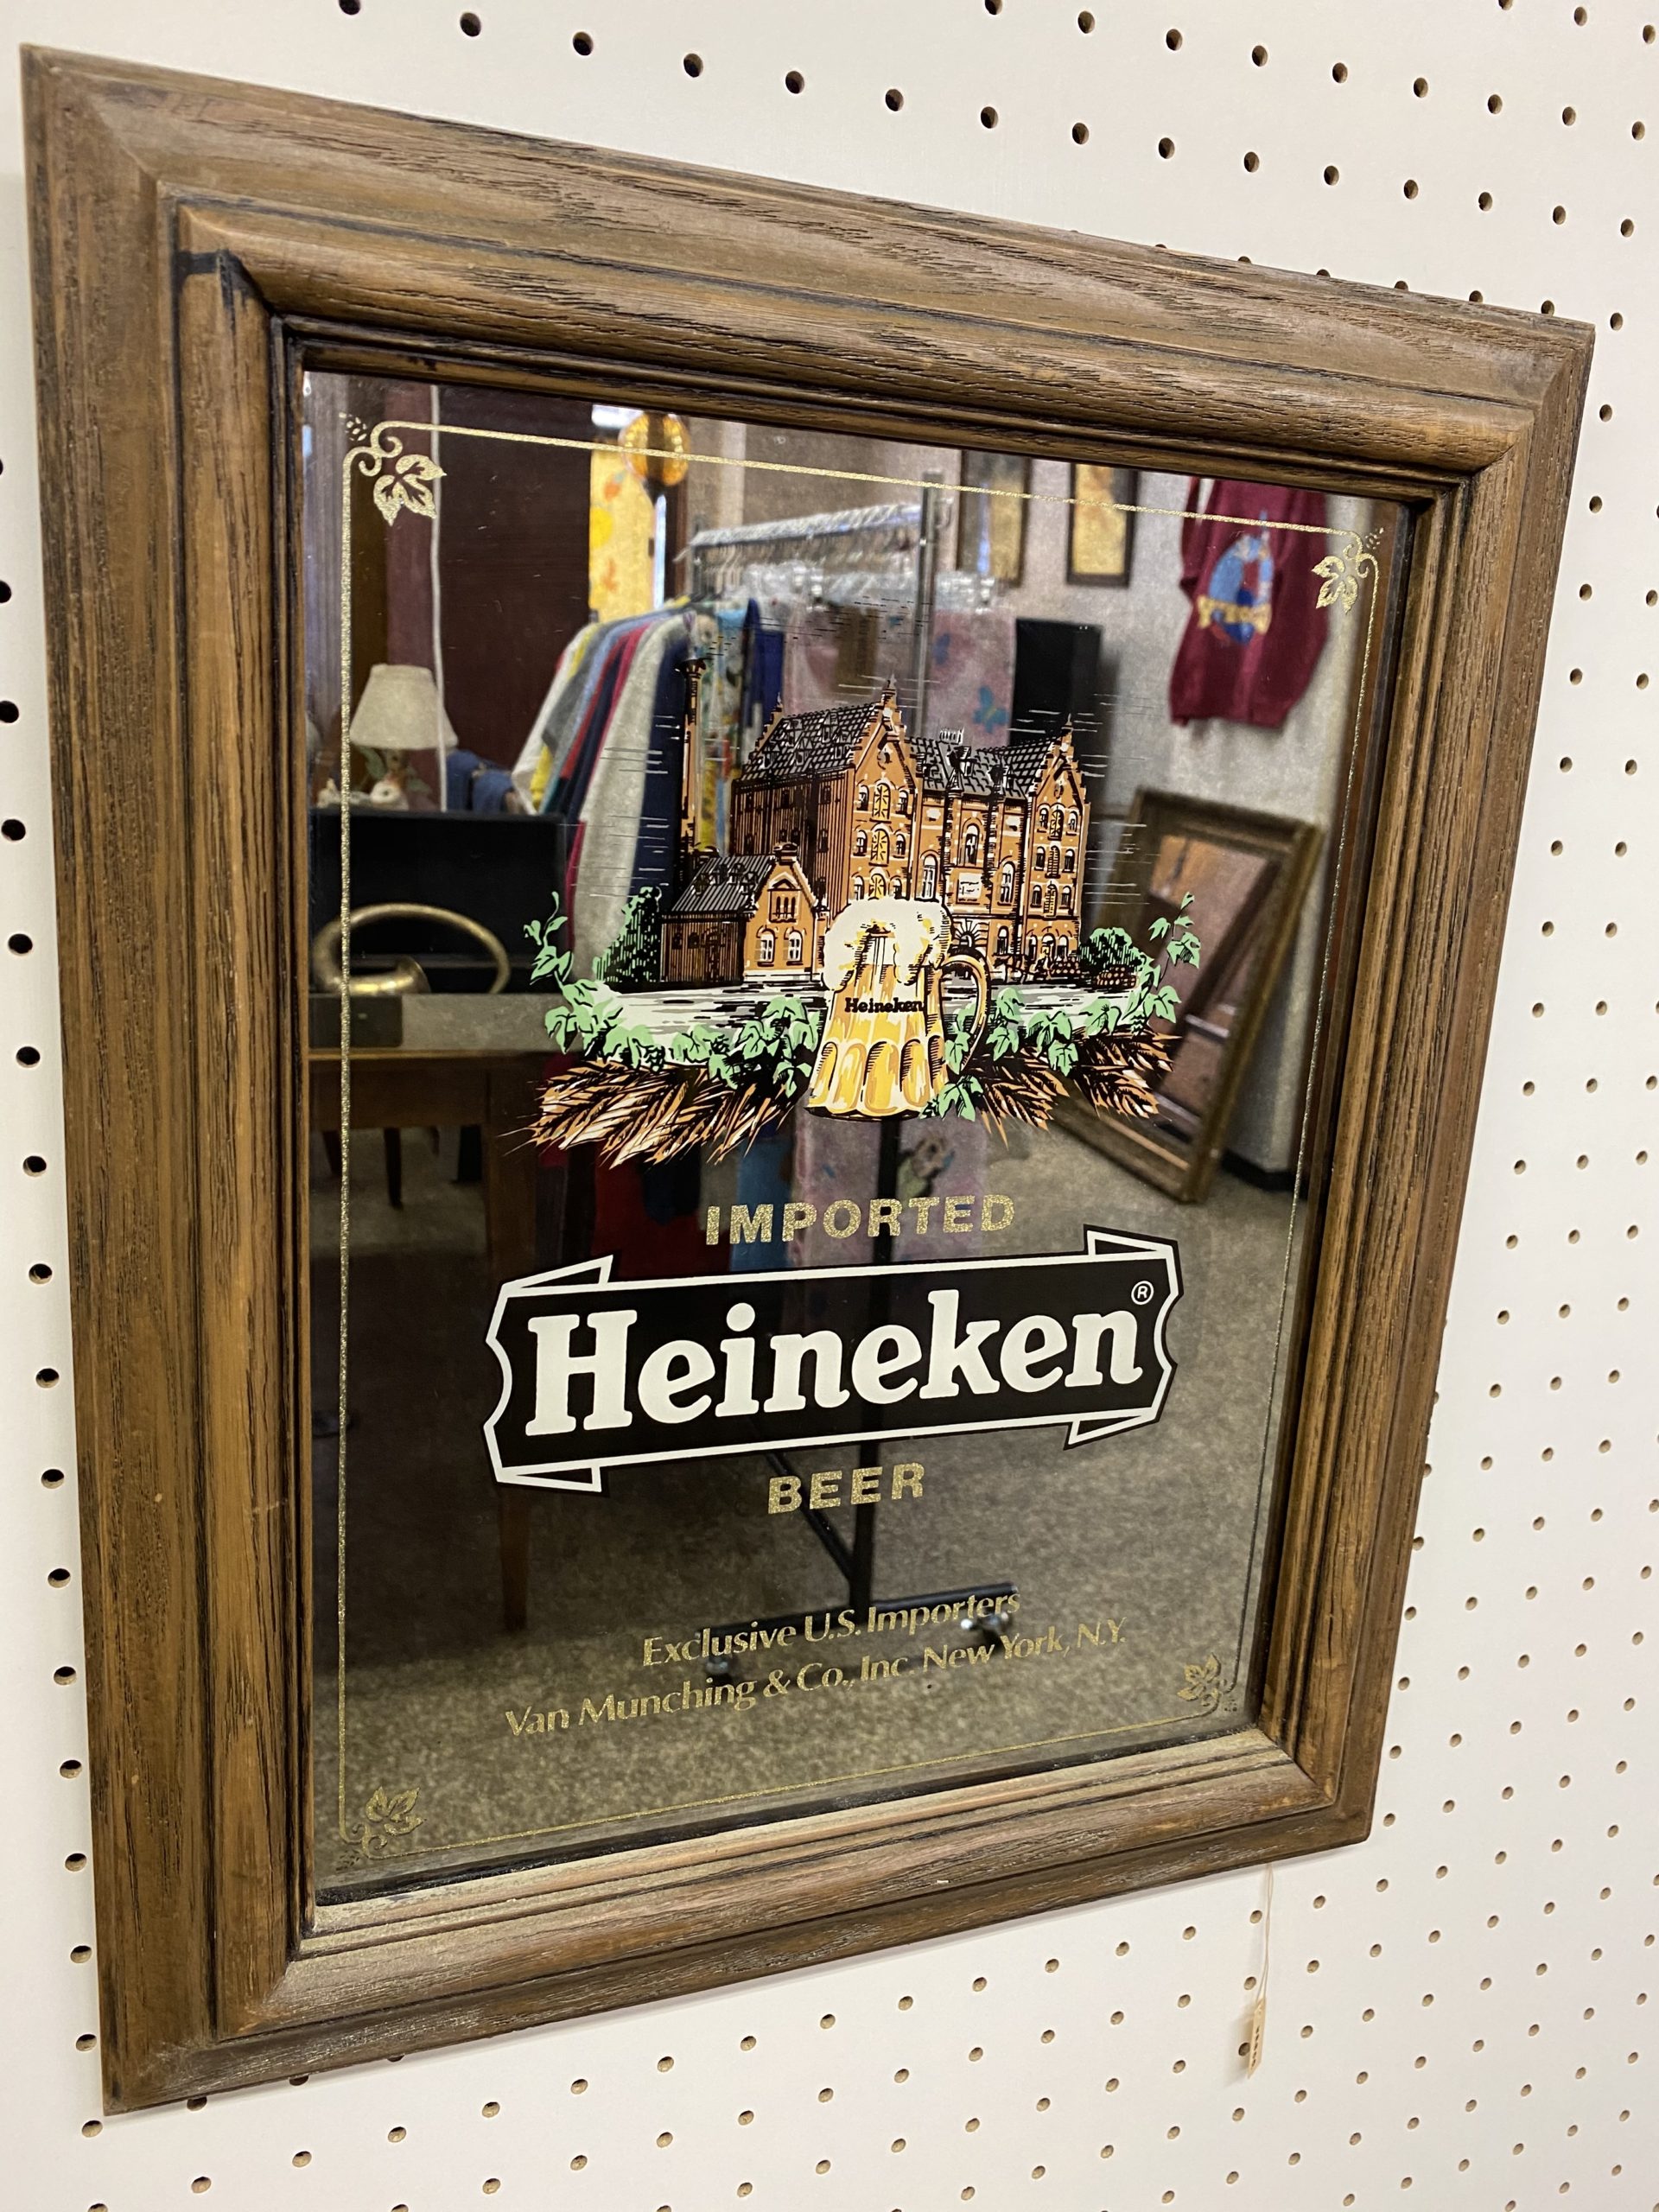 Heineken
IMPORTED
Heineken®
BEER
Exclusive U.S. Importers
Van Munching & Co., Inc. New York, N.Y.